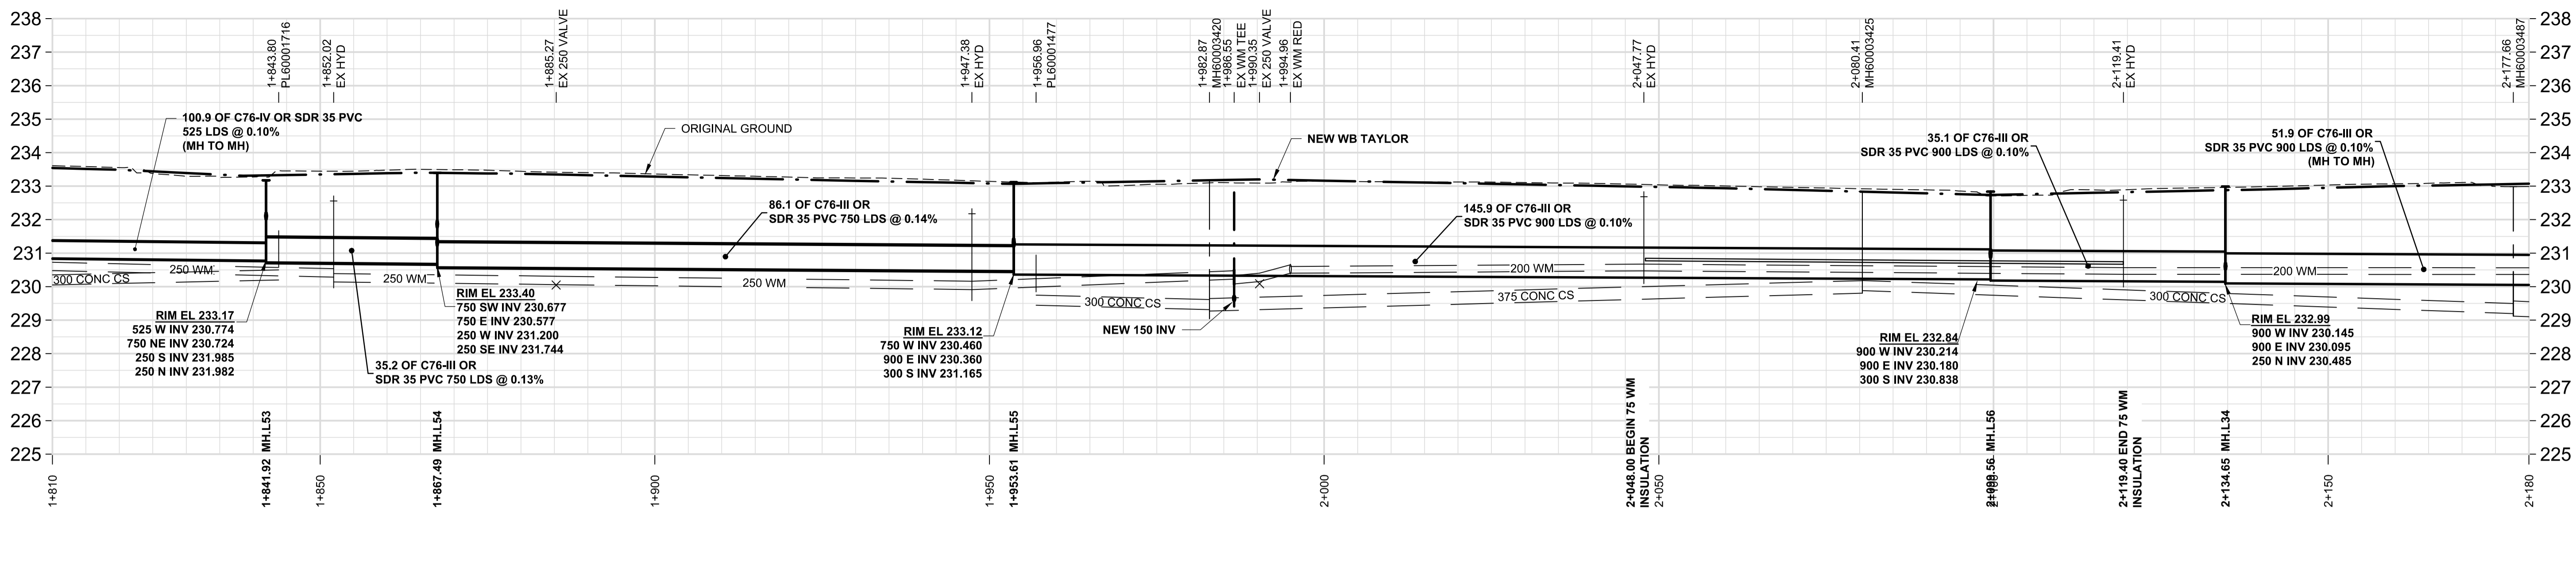 238
237
236
235
234
233
232
231
230
229
228
227
226
225
1+843.80
PL60001716
1+852.02
EX HYD
1+885.27
EX 250 VALVE
1+947.38
EX HYD
1+956.96
PL60001477
1+982.87
MH60003420
1+986.55
EX WM TEE
1+990.35
EX 250 VALVE
1+994.96
EX WM RED
2+047.77
EX HYD
2+080.41
MH60003425
2+119.41
EX HYD
2+177.66
MH60003487
238
237
236
235
234
233
232
231
230
229
228
227
226
225
100.9 OF C76-IV OR SDR 35 PVC
525 LDS @ 0.10%
(MH TO MH)
ORIGINAL GROUND
NEW WB TAYLOR
35.1 OF C76-III OR
SDR 35 PVC 900 LDS @ 0.10%
51.9 OF C76-III OR
SDR 35 PVC 900 LDS @ 0.10%
(MH TO MH)
86.1 OF C76-III OR
SDR 35 PVC 750 LDS @ 0.14%
145.9 OF C76-III OR
SDR 35 PVC 900 LDS @ 0.10%
300 CONC CS
250 WM
250 WM
250 WM
300 CONC CS
200 WM
375 CONC CS
200 WM
300 CONC CS
RIM EL 233.17
525 W INV 230.774
750 NE INV 230.724
250 S INV 231.985
250 N INV 231.982
35.2 OF C76-III OR
SDR 35 PVC 750 LDS @ 0.13%
RIM EL 233.40
750 SW INV 230.677
750 E INV 230.577
250 W INV 231.200
250 SE INV 231.744
RIM EL 233.12
750 W INV 230.460
900 E INV 230.360
300 S INV 231.165
NEW 150 INV
RIM EL 232.84
900 W INV 230.214
900 E INV 230.180
300 S INV 230.838
RIM EL 232.99
900 W INV 230.145
900 E INV 230.095
250 N INV 230.485
1+841.92 MH.L53
1+867.49 MH.L54
1+953.61 MH.L55
2+048.00 BEGIN 75 WM
INSULATION
2+099.56 MH.L56
2+119.40 END 75 WM
INSULATION
2+134.65 MH.L34
1+810
1+850
1+900
1+950
2+000
2+050
2+150
2+180